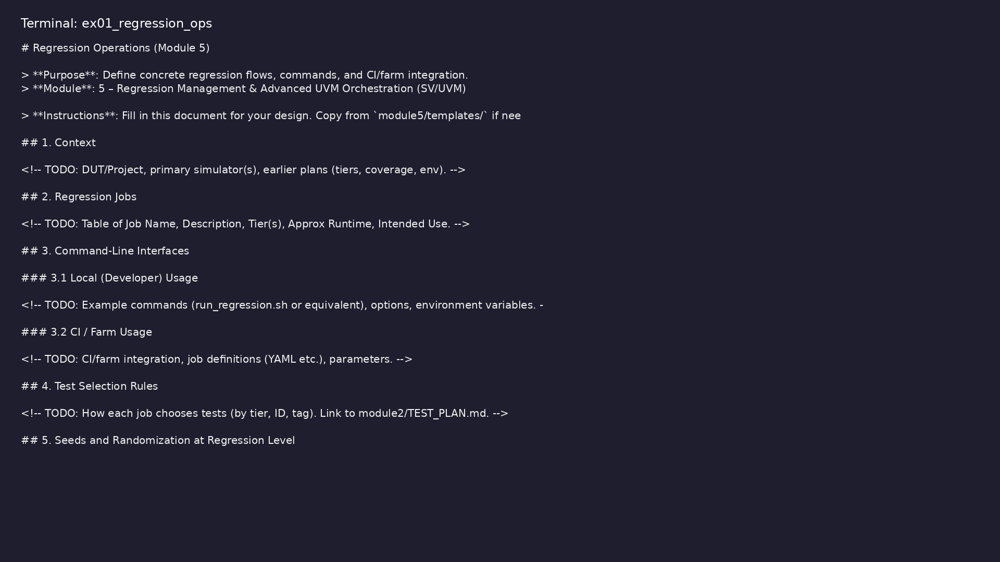 Terminal: ex01_regression_ops
# Regression Operations (Module 5)
> **Purpose**: Define concrete regression flows, commands, and CI/farm integration.
> **Module**: 5 – Regression Management & Advanced UVM Orchestration (SV/UVM)
> **Instructions**: Fill in this document for your design. Copy from `module5/templates/` if nee
## 1. Context
<!-- TODO: DUT/Project, primary simulator(s), earlier plans (tiers, coverage, env). -->
## 2. Regression Jobs
<!-- TODO: Table of Job Name, Description, Tier(s), Approx Runtime, Intended Use. -->
## 3. Command-Line Interfaces
### 3.1 Local (Developer) Usage
<!-- TODO: Example commands (run_regression.sh or equivalent), options, environment variables. -
### 3.2 CI / Farm Usage
<!-- TODO: CI/farm integration, job definitions (YAML etc.), parameters. -->
## 4. Test Selection Rules
<!-- TODO: How each job chooses tests (by tier, ID, tag). Link to module2/TEST_PLAN.md. -->
## 5. Seeds and Randomization at Regression Level